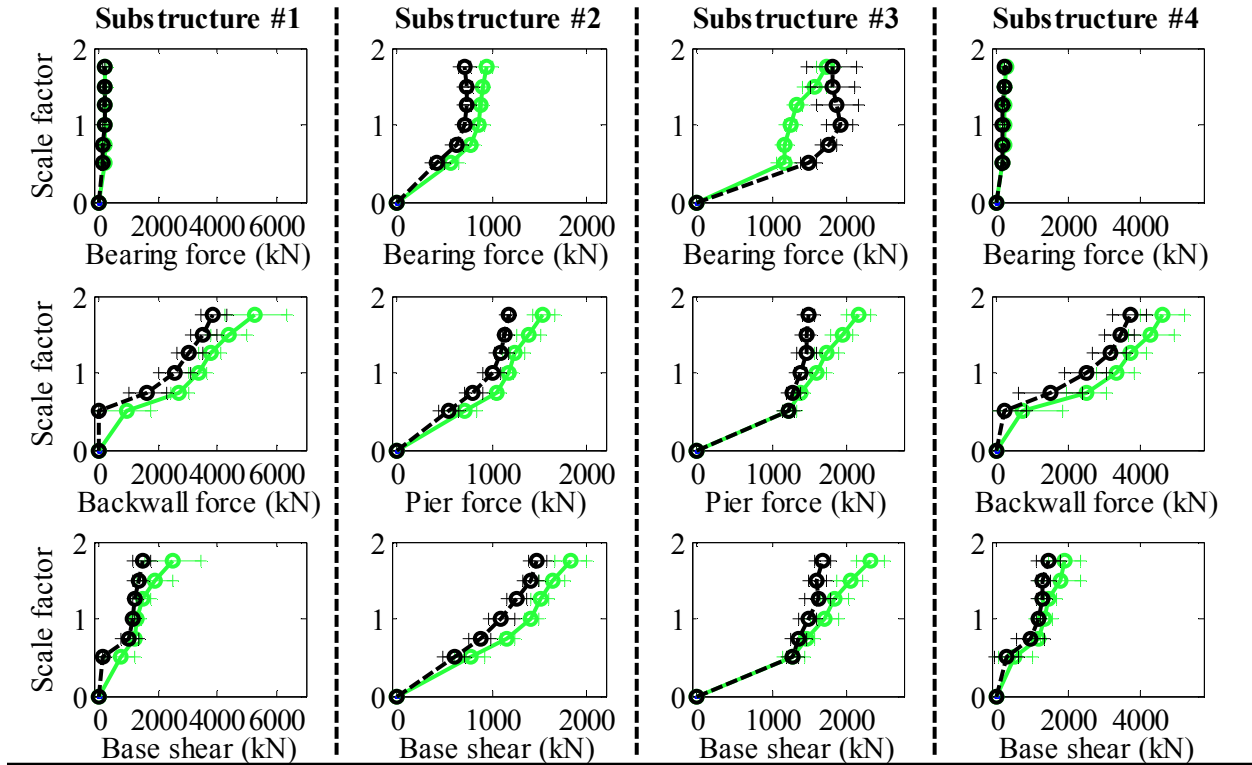 Substructure #1 Substructure #2 Substructure #3 Substructure #4
Scale factor
2 2 2 2
1 1 1 1
0 0 0 0
0 2000 4000 6000 0 1000 2000 0 1000 2000 0 2000 4000
Bearing force (kN) Bearing force (kN) Bearing force (kN) Bearing force (kN)
Scale factor
2 2 2 2
1 1 1 1
0 0 0 0
0 2000 4000 6000 0 1000 2000 0 1000 2000 0 2000 4000
Backwall force (kN) Pier force (kN) Pier force (kN) Backwall force (kN)
Scale factor
2 2 2 2
1 1 1 1
0 0 0 0
0 2000 4000 6000 0 1000 2000 0 1000 2000 0 2000 4000
Base shear (kN) Base shear (kN) Base shear (kN) Base shear (kN)